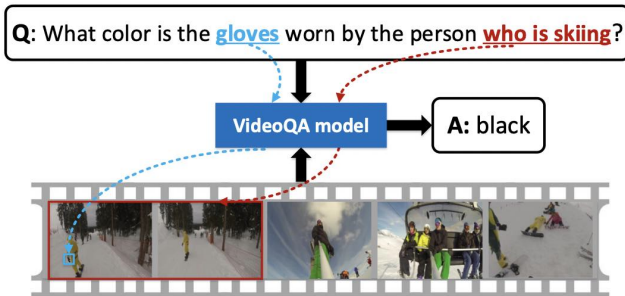 Q: What color is the gloves worn by the person who is skiing?
VideoQA model
A: black